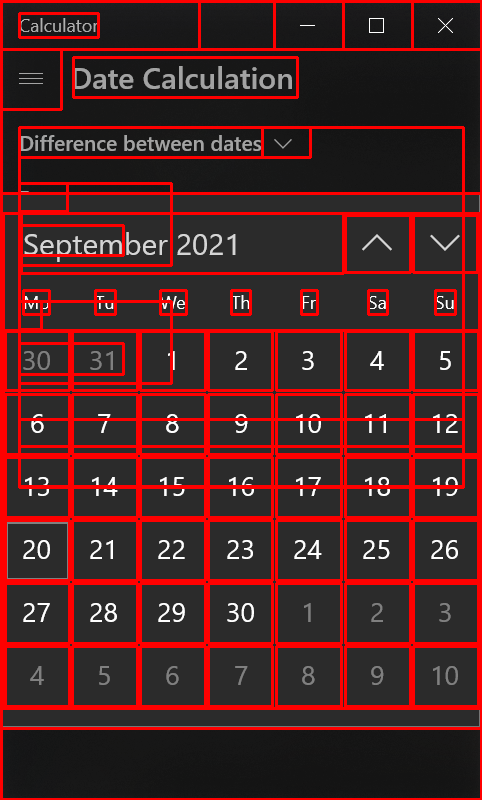 Calculator
Date Calculation
Difference between dates
September 2021
Mo Tu We Th Fr Sa Su
30 31 1 2 3 4 5
6 7 8 9 10 11 12
13 14 15 16 17 18 19
20 21 22 23 24 25 26
27 28 29 30 1 2 3
4 5 6 7 8 9 10